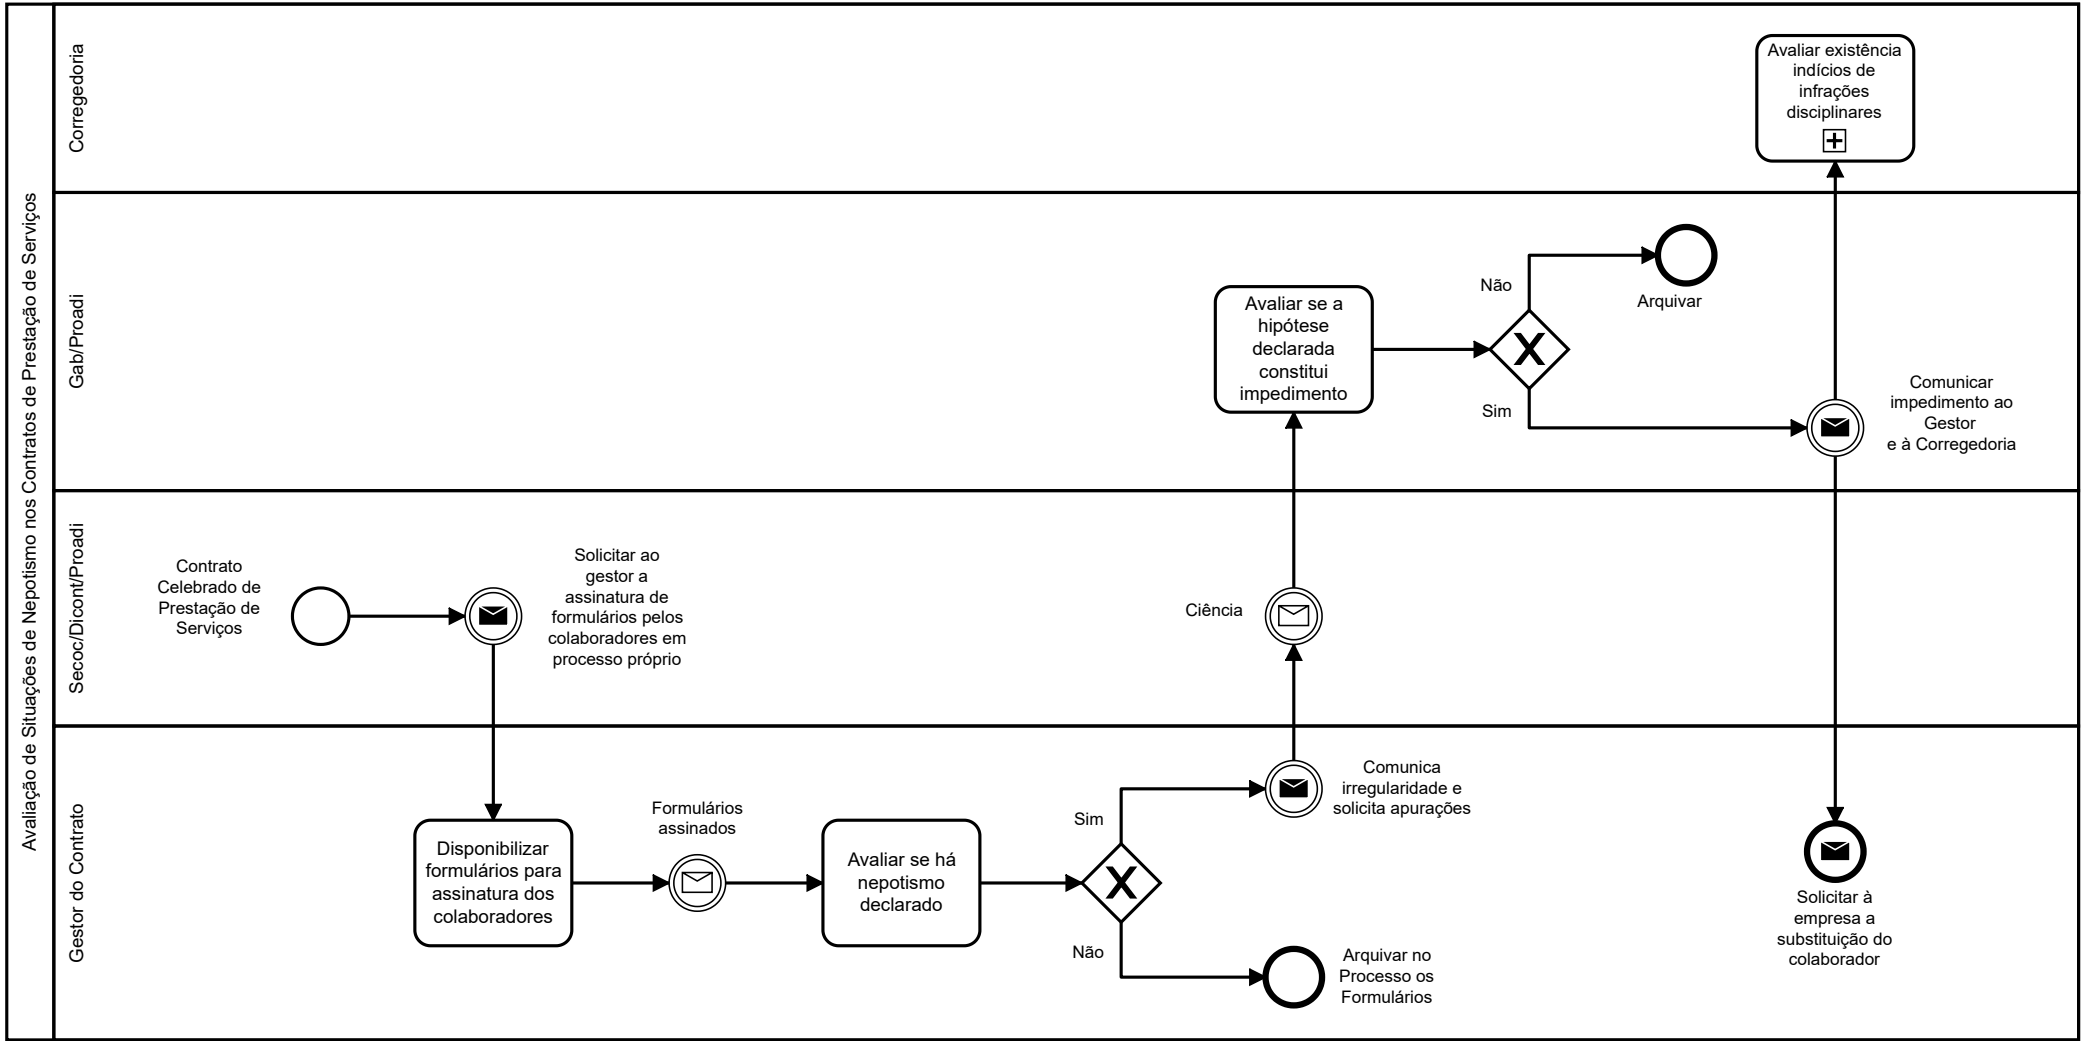 Avaliação de Situações de Nepotismo nos Contratos de Prestação de Serviços
Corregedoria
Avaliar existência
indícios de
infrações
disciplinares
Gab/Proadi
Avaliar se a
hipótese
declarada
constitui
impedimento
X
Não
Sim
Arquivar
Comunicar
impedimento ao
Gestor
e à Corregedoria
Secoc/Dicont/Proadi
Contrato
Celebrado de
Prestação de
Serviços
Solicitar ao
gestor a
assinatura de
formulários pelos
colaboradores em
processo próprio
Ciência
Gestor do Contrato
Disponibilizar
formulários para
assinatura dos
colaboradores
Formulários
assinados
Avaliar se há
nepotismo
declarado
X
Sim
Não
Comunica
irregularidade e
solicita apurações
Arquivar no
Processo os
Formulários
Solicitar à
empresa a
substituição do
colaborador